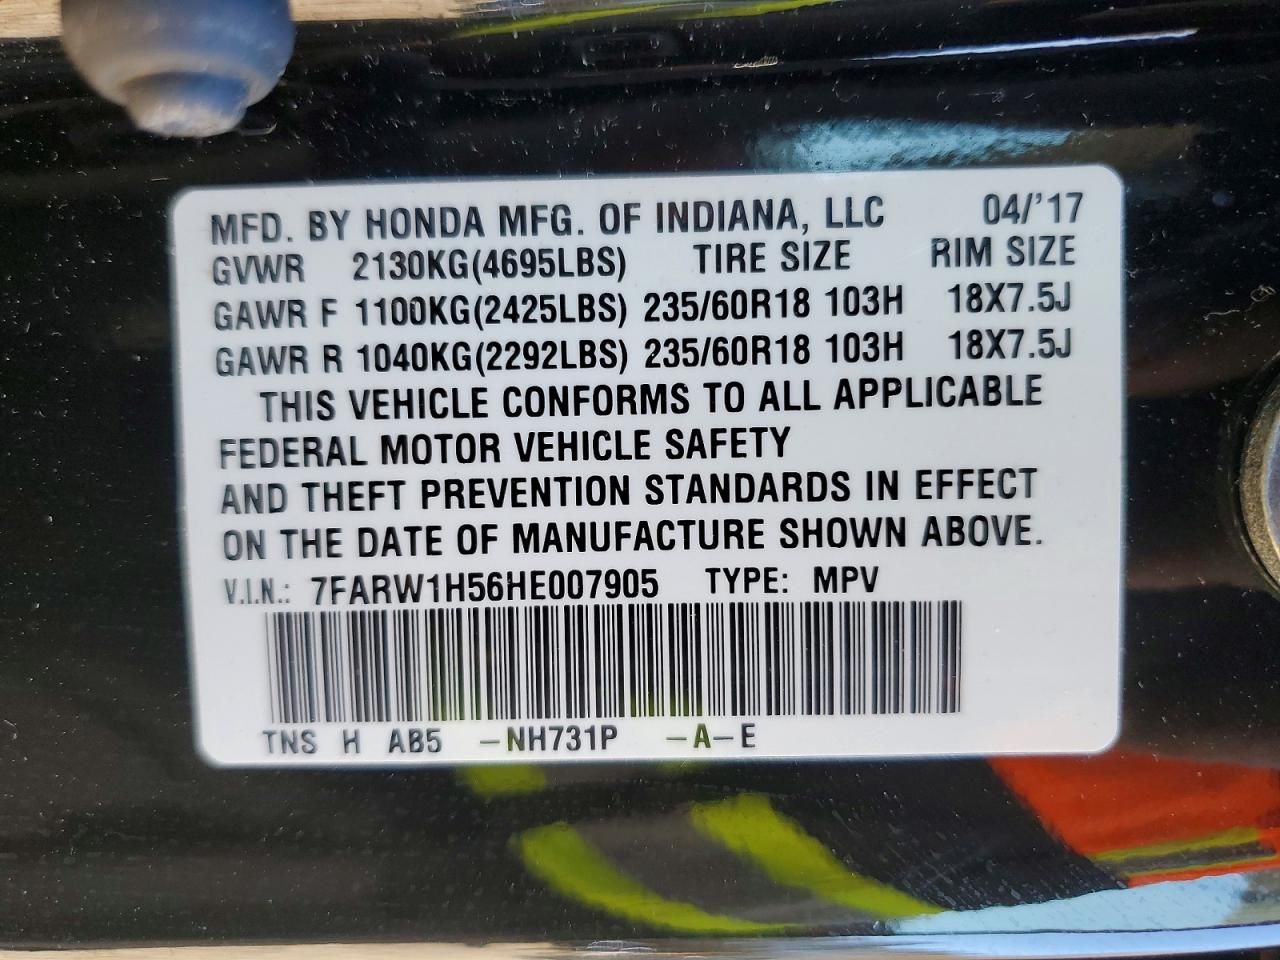 MFD. BY HONDA MFG. OF INDIANA, LLC 04/'17
GVWR 2130KG(4695LBS) TIRE SIZE RIM SIZE
GAWR F 1100KG(2425LBS) 235/60R18 103H 18X7.5J
GAWR R 1040KG(2292LBS) 235/60R18 103H 18X7.5J
THIS VEHICLE CONFORMS TO ALL APPLICABLE
FEDERAL MOTOR VEHICLE SAFETY
AND THEFT PREVENTION STANDARDS IN EFFECT
ON THE DATE OF MANUFACTURE SHOWN ABOVE.
V.I.N.: 7FARW1H56HE007905 TYPE: MPV
TNS H AB5 -NH731P -A-E